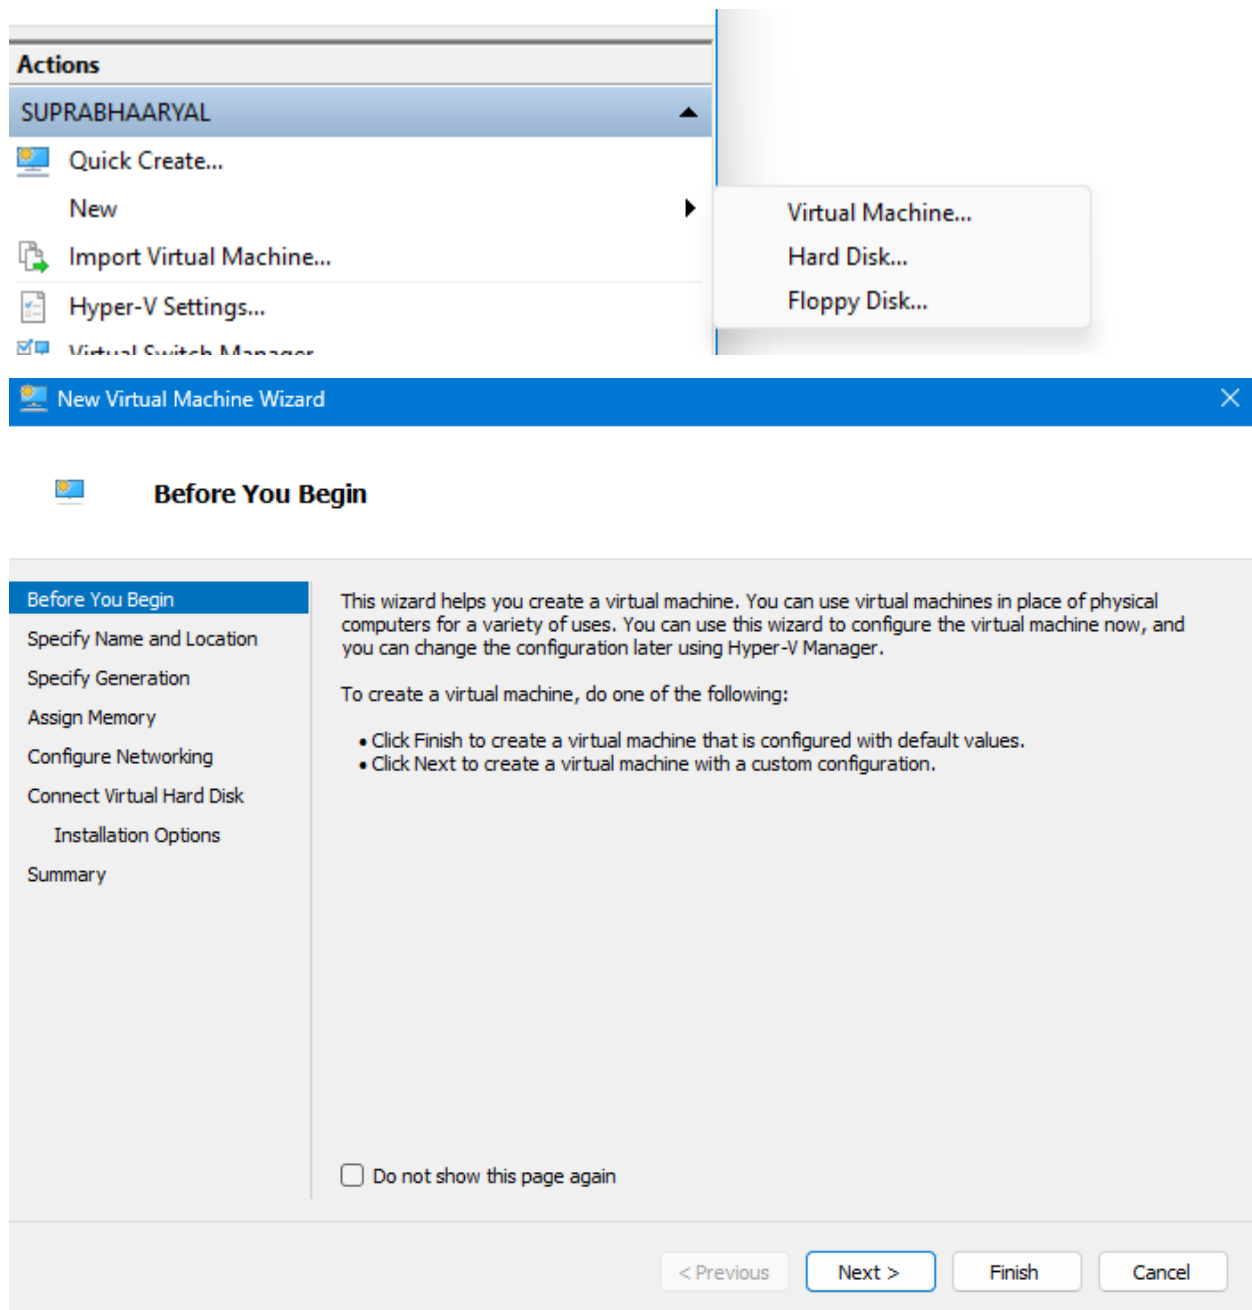 Actions
SUPRABHAARYAL
Quick Create...
New
Virtual Machine...
Import Virtual Machine...
Hard Disk...
Hyper-V Settings...
Floppy Disk...
Virtual Switch Manager
New Virtual Machine Wizard
Before You Begin
Before You Begin
Specify Name and Location
Specify Generation
Assign Memory
Configure Networking
Connect Virtual Hard Disk
Installation Options
Summary
This wizard helps you create a virtual machine. You can use virtual machines in place of physical
computers for a variety of uses. You can use this wizard to configure the virtual machine now, and
you can change the configuration later using Hyper-V Manager.
To create a virtual machine, do one of the following:
• Click Finish to create a virtual machine that is configured with default values.
• Click Next to create a virtual machine with a custom configuration.
Do not show this page again
< Previous
Next >
Finish
Cancel